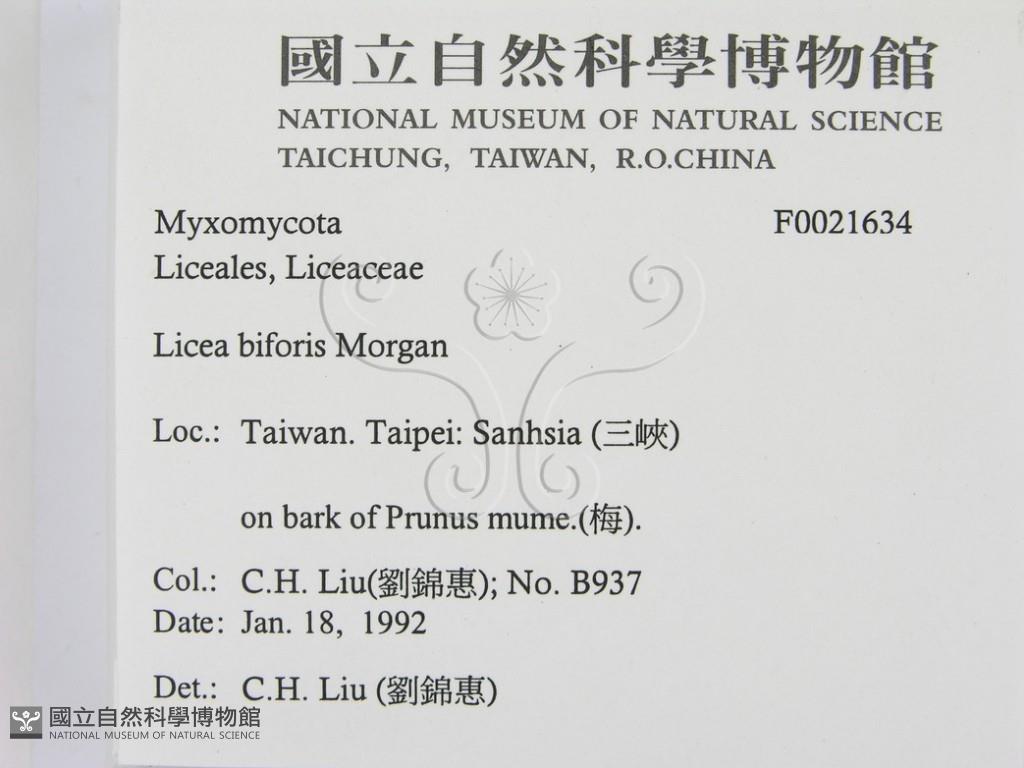 國立自然科學博物館
NATIONAL MUSEUM OF NATURAL SCIENCE
TAICHUNG, TAIWAN, R.O.CHINA
Myxomycota F0021634
Liceales, Liceaceae
Licea biforis Morgan
Loc.: Taiwan. Taipei: Sanhsia (三峽)
on bark of Prunus mume.(梅).
Col.: C.H. Liu(劉錦惠); No. B937
Date: Jan. 18, 1992
Det.: C.H. Liu (劉錦惠)
國立自然科學博物館
NATIONAL MUSEUM OF NATURAL SCIENCE